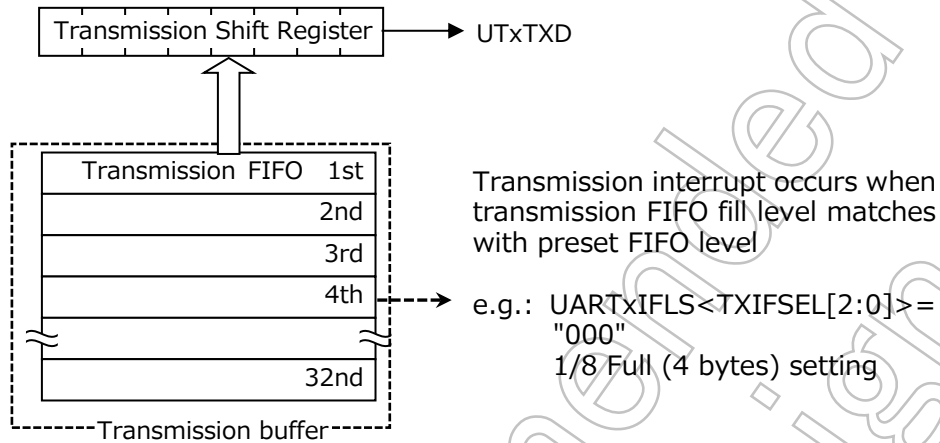 Transmission Shift Register
UTxTXD
Transmission FIFO 1st
2nd
3rd
4th
32nd
Transmission buffer
Transmission interrupt occurs when
transmission FIFO fill level matches
with preset FIFO level
e.g.: UARTxIFLS<TXIFSEL[2:0]>=
"000"
1/8 Full (4 bytes) setting